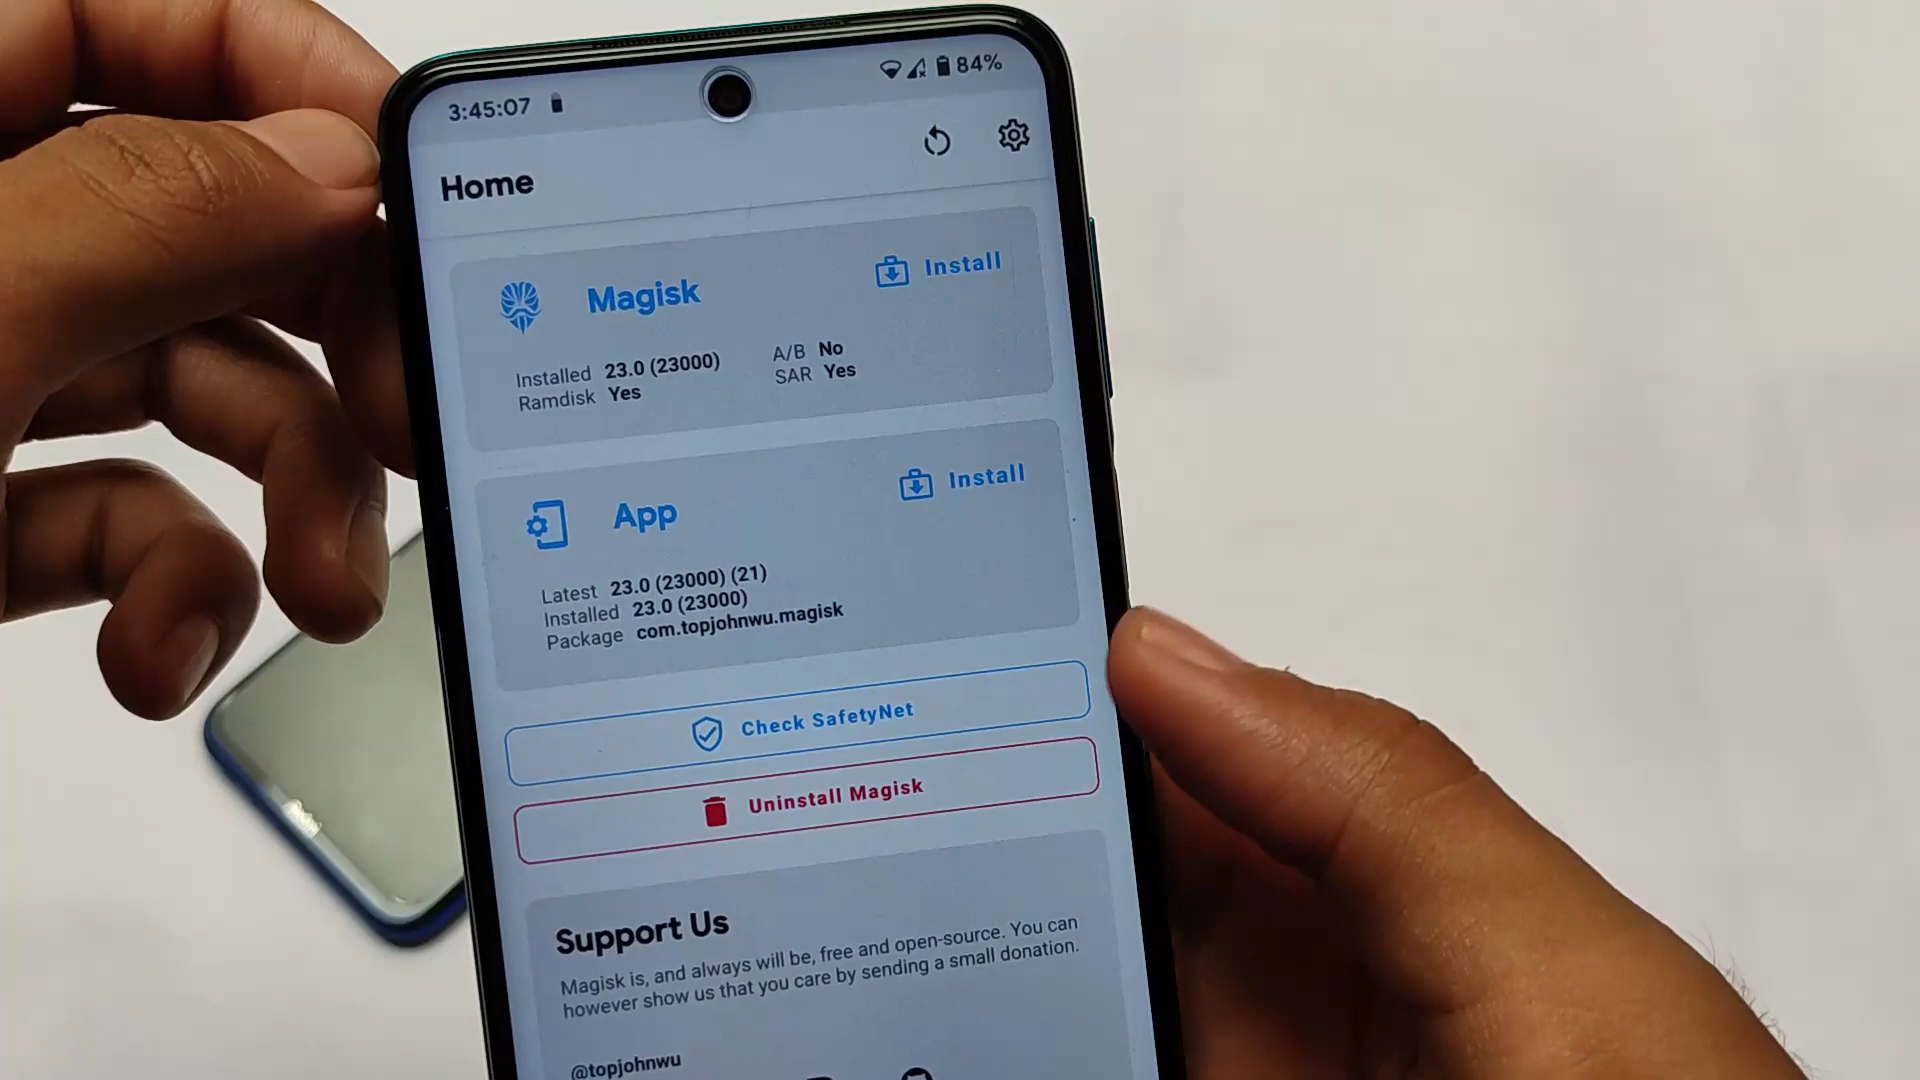 3:45:07
84%
Home
Magisk
Install
Installed 23.0 (23000)
A/B No
Ramdisk Yes
SAR Yes
App
Install
Latest 23.0 (23000) (21)
Installed 23.0 (23000)
Package com.topjohnwu.magisk
Check SafetyNet
Uninstall Magisk
Support Us
Magisk is, and always will be, free and open-source. You can
however show us that you care by sending a small donation.
@topjohnwu